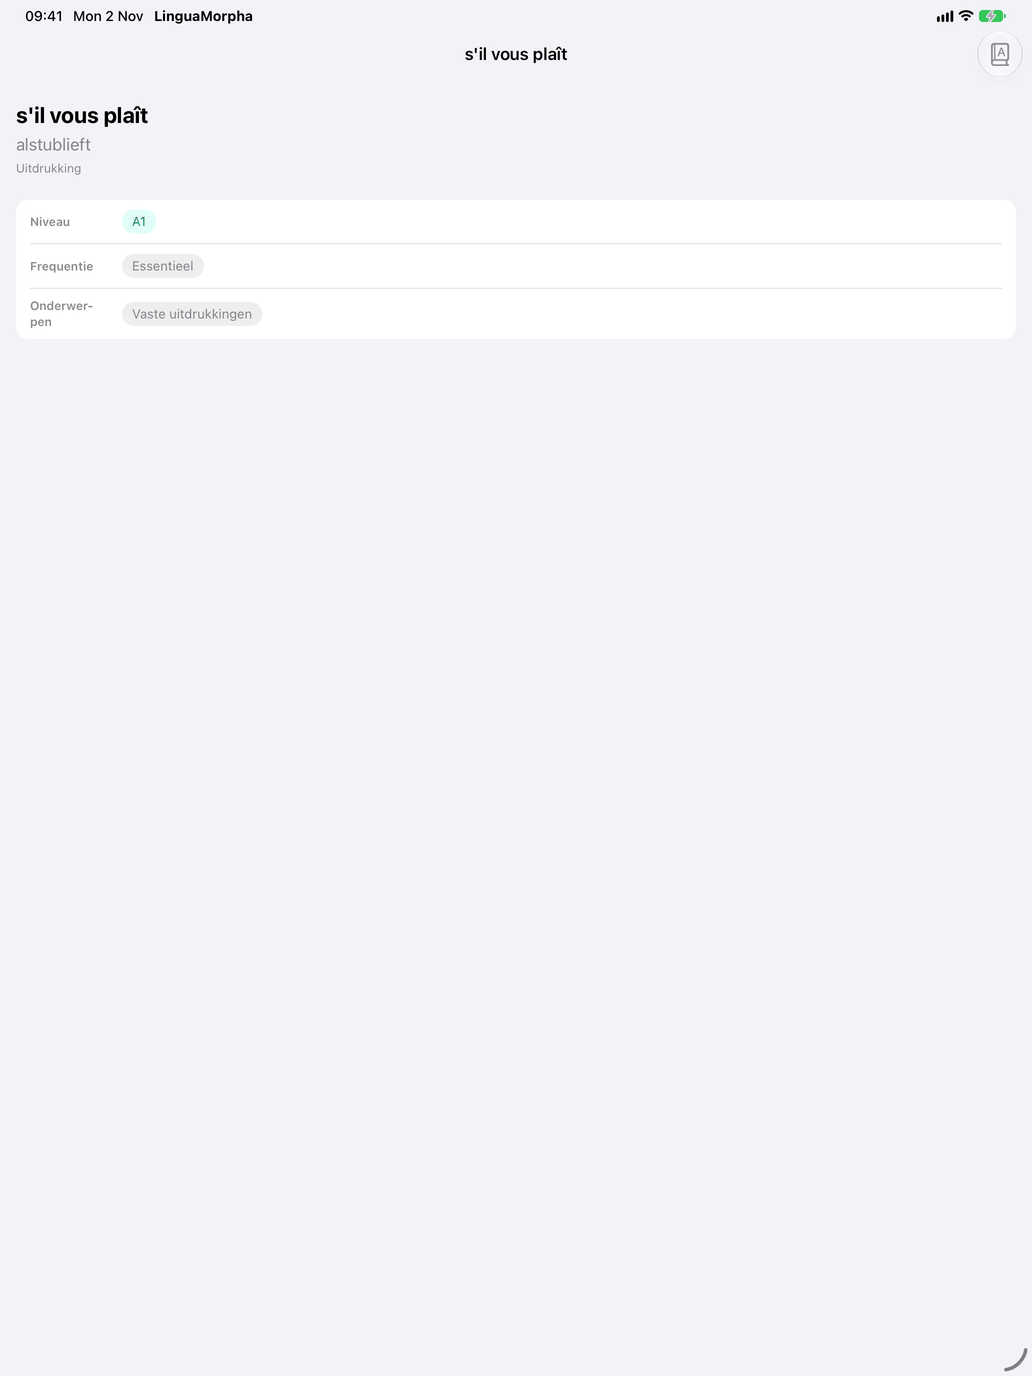 09:41 Mon 2 Nov LinguaMorpha
s'il vous plaît
A
s'il vous plaît
alstublieft
Uitdrukking
Niveau A1
Frequentie Essentieel
Onderwer-
pen Vaste uitdrukkingen